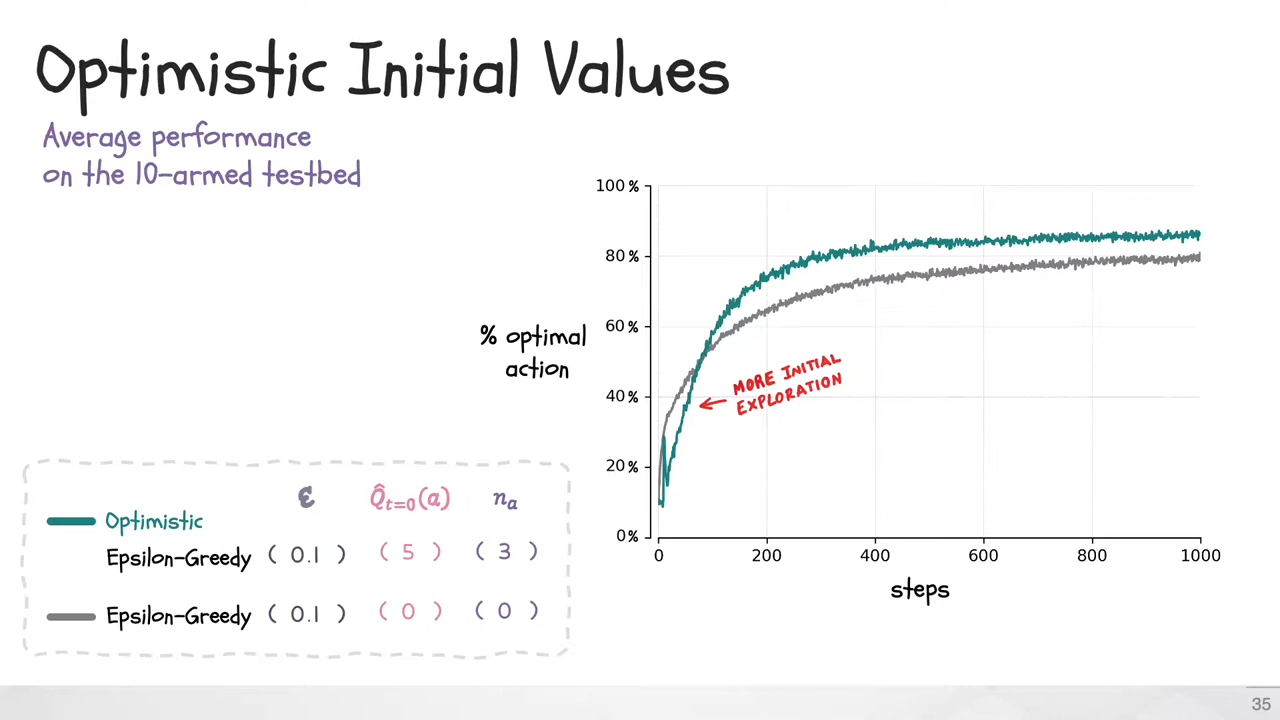 Optimistic Initial Values
Average performance
on the 10-armed testbed
100 %
80 %
60 %
40 %
20 %
0 %
% optimal
action
MORE INITIAL
EXPLORATION
0 200 400 600 800 1000
steps
ε Q̂ₜ₌₀(a) nₐ
Optimistic
Epsilon-Greedy ( 0.1 ) ( 5 ) ( 3 )
Epsilon-Greedy ( 0.1 ) ( 0 ) ( 0 )
35